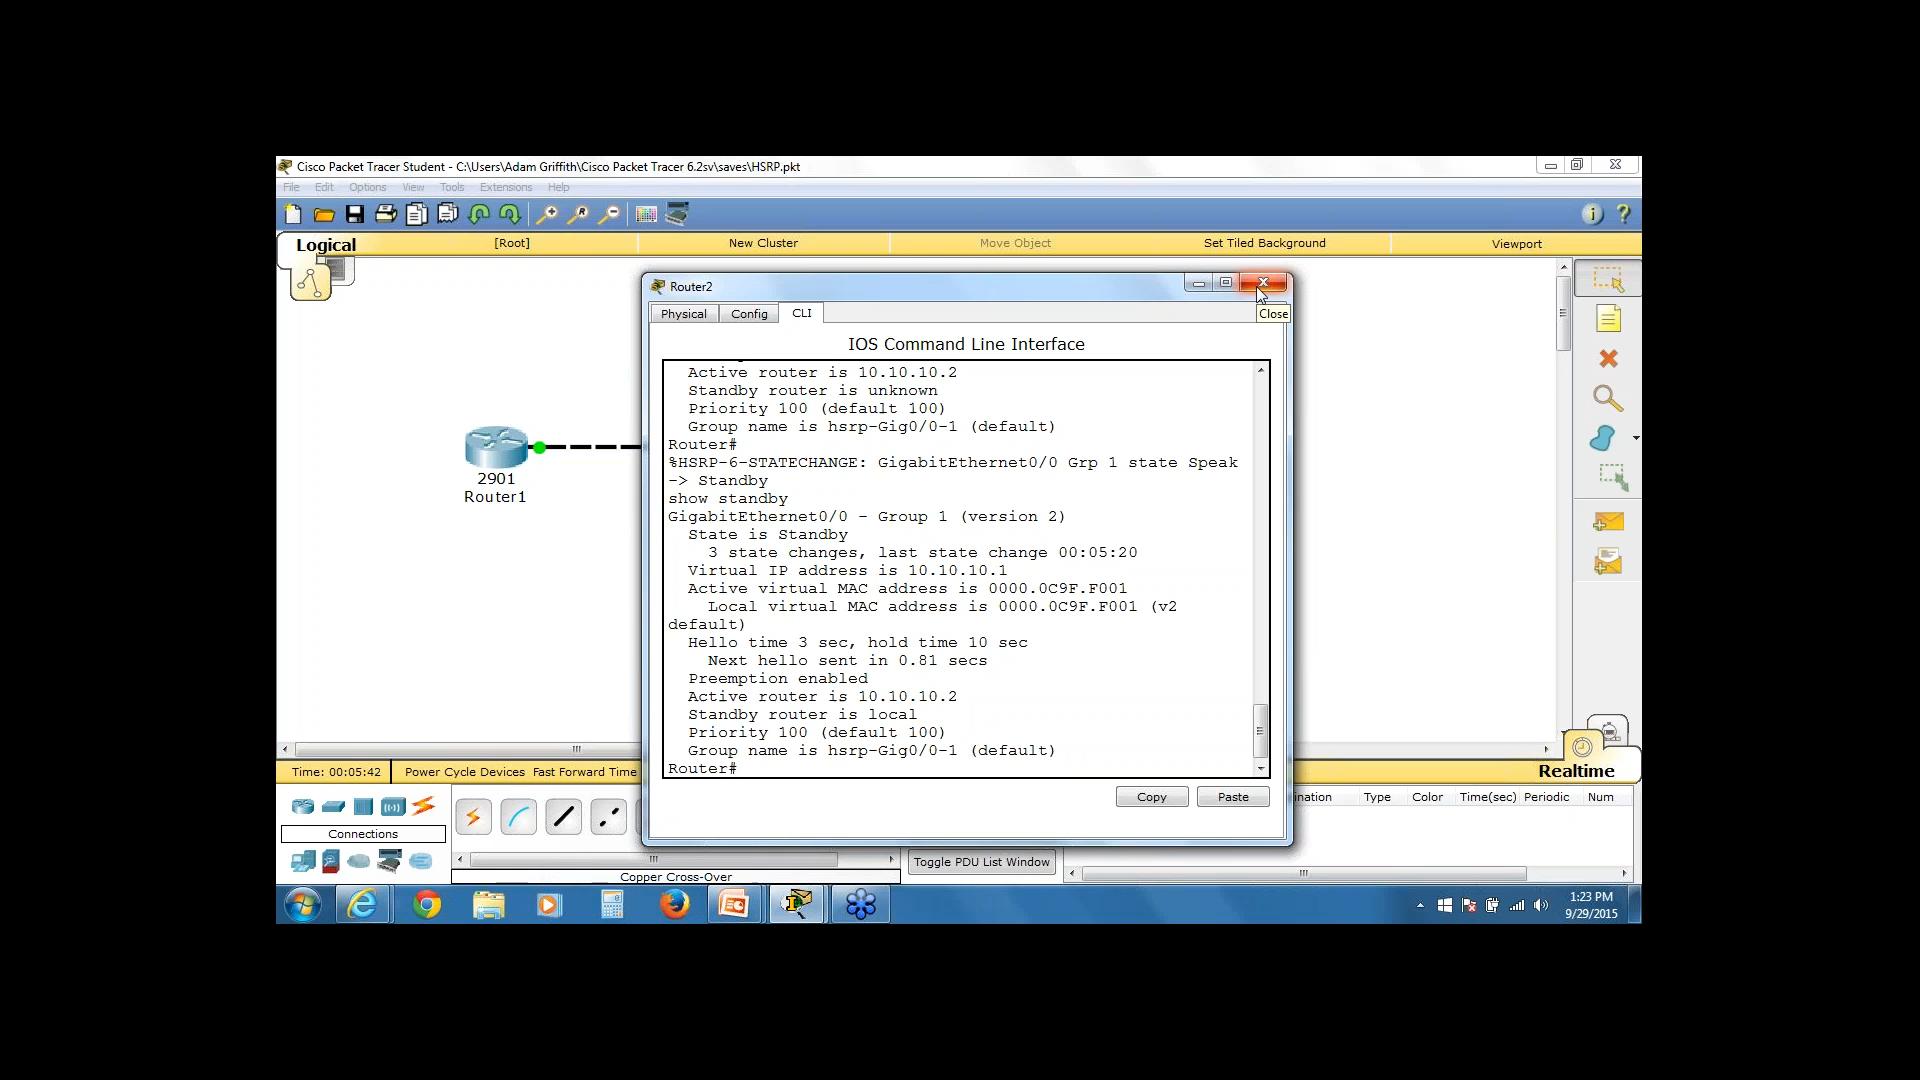 Cisco Packet Tracer Student - C:\Users\Adam Griffith\Cisco Packet Tracer 6.2sv\saves\HSRP.pkt
File Edit Options View Tools Extensions Help
Logical [Root] New Cluster Move Object Set Tiled Background Viewport
Router2
Close
Physical Config CLI
IOS Command Line Interface
Active router is 10.10.10.2
Standby router is unknown
Priority 100 (default 100)
Group name is hsrp-Gig0/0-1 (default)
Router#
%HSRP-6-STATECHANGE: GigabitEthernet0/0 Grp 1 state Speak
-> Standby
show standby
GigabitEthernet0/0 - Group 1 (version 2)
State is Standby
3 state changes, last state change 00:05:20
Virtual IP address is 10.10.10.1
Active virtual MAC address is 0000.0C9F.F001
Local virtual MAC address is 0000.0C9F.F001 (v2
default)
Hello time 3 sec, hold time 10 sec
Next hello sent in 0.81 secs
Preemption enabled
Active router is 10.10.10.2
Standby router is local
Priority 100 (default 100)
Group name is hsrp-Gig0/0-1 (default)
Router#
Copy Paste
2901
Router1
Time: 00:05:42 Power Cycle Devices Fast Forward Time
Realtime
Connections
Copper Cross-Over
Toggle PDU List Window
ination Type Color Time(sec) Periodic Num
1:23 PM
9/29/2015